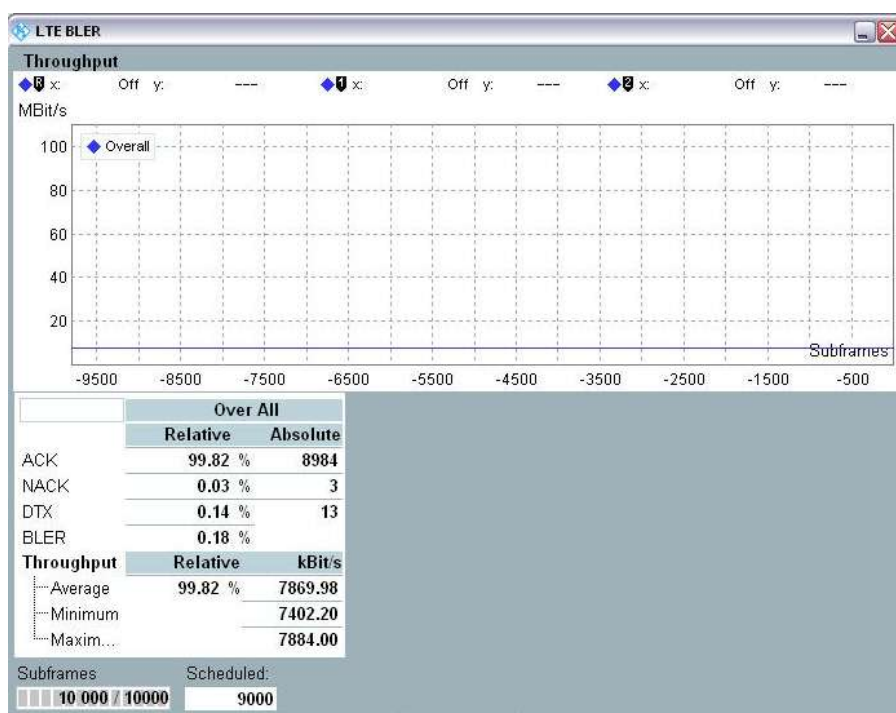 LTE BLER
Throughput
R x: Off y: --- 1 x: Off y: --- 2 x: Off y: ---
MBit/s
100
Overall
80
60
40
20
Subframes
-9500 -8500 -7500 -6500 -5500 -4500 -3500 -2500 -1500 -500
Over All
Relative Absolute
ACK 99.82 % 8984
NACK 0.03 % 3
DTX 0.14 % 13
BLER 0.18 %
Throughput Relative kBit/s
Average 99.82 % 7869.98
Minimum 7402.20
Maxim... 7884.00
Subframes Scheduled:
10 000 / 10000 9000